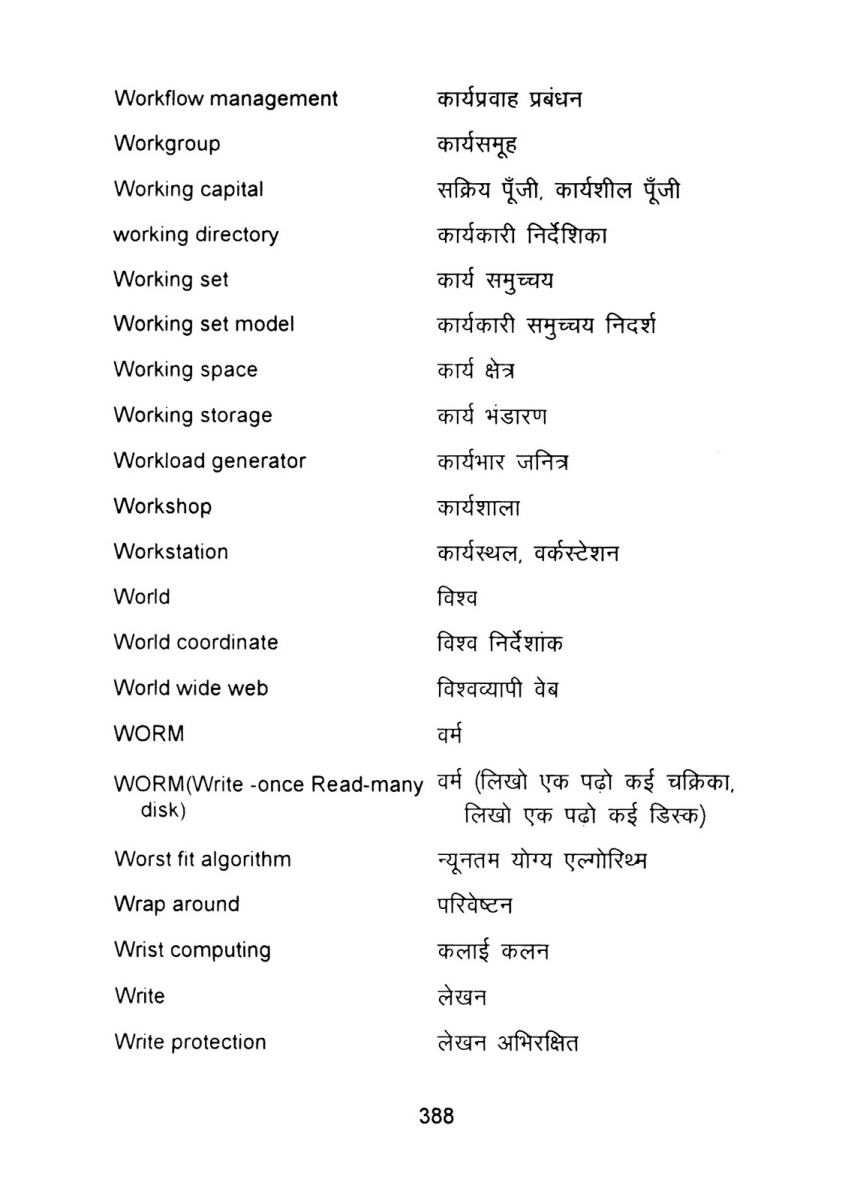 Workflow management कार्यप्रवाह प्रबंधन
Workgroup कार्यसमूह
Working capital सक्रिय पूँजी, कार्यशील पूँजी
working directory कार्यकारी निर्देशिका
Working set कार्य समुच्चय
Working set model कार्यकारी समुच्चय निदर्श
Working space कार्य क्षेत्र
Working storage कार्य भंडारण
Workload generator कार्यभार जनित्र
Workshop कार्यशाला
Workstation कार्यस्थल, वर्कस्टेशन
World विश्व
World coordinate विश्व निर्देशांक
World wide web विश्वव्यापी वेब
WORM वर्म
WORM(Write -once Read-many वर्म (लिखो एक पढ़ो कई चक्रिका,
disk) लिखो एक पढो कई डिस्क)
Worst fit algorithm न्यूनतम योग्य एल्गोरिथ्म
Wrap around परिवेष्टन
Wrist computing कलाई कलन
Write लेखन
Write protection लेखन अभिरक्षित
388